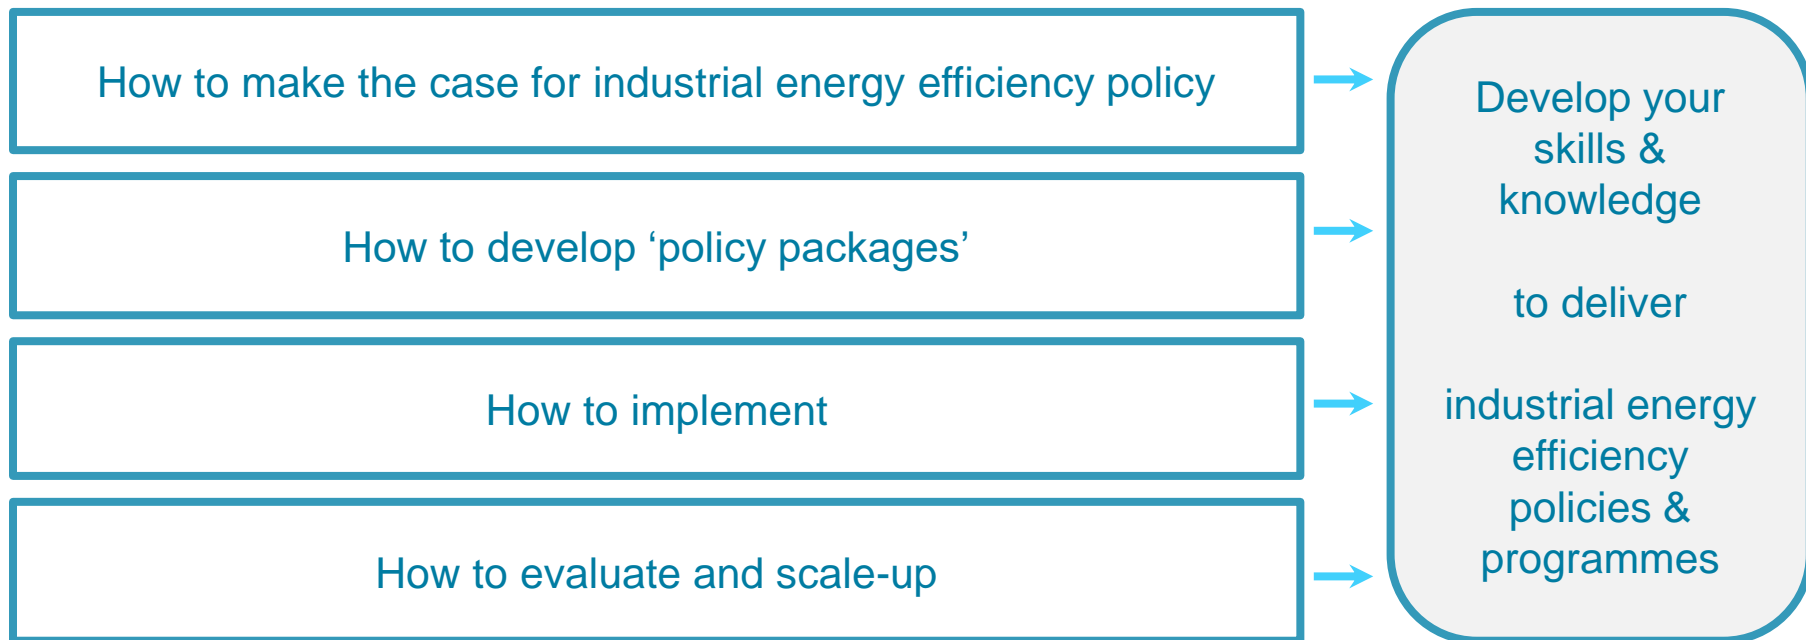 How to make the case for industrial energy efficiency policy
How to develop ‘policy packages’
How to implement
How to evaluate and scale-up
Develop your
skills &
knowledge
to deliver
industrial energy
efficiency
policies &
programmes